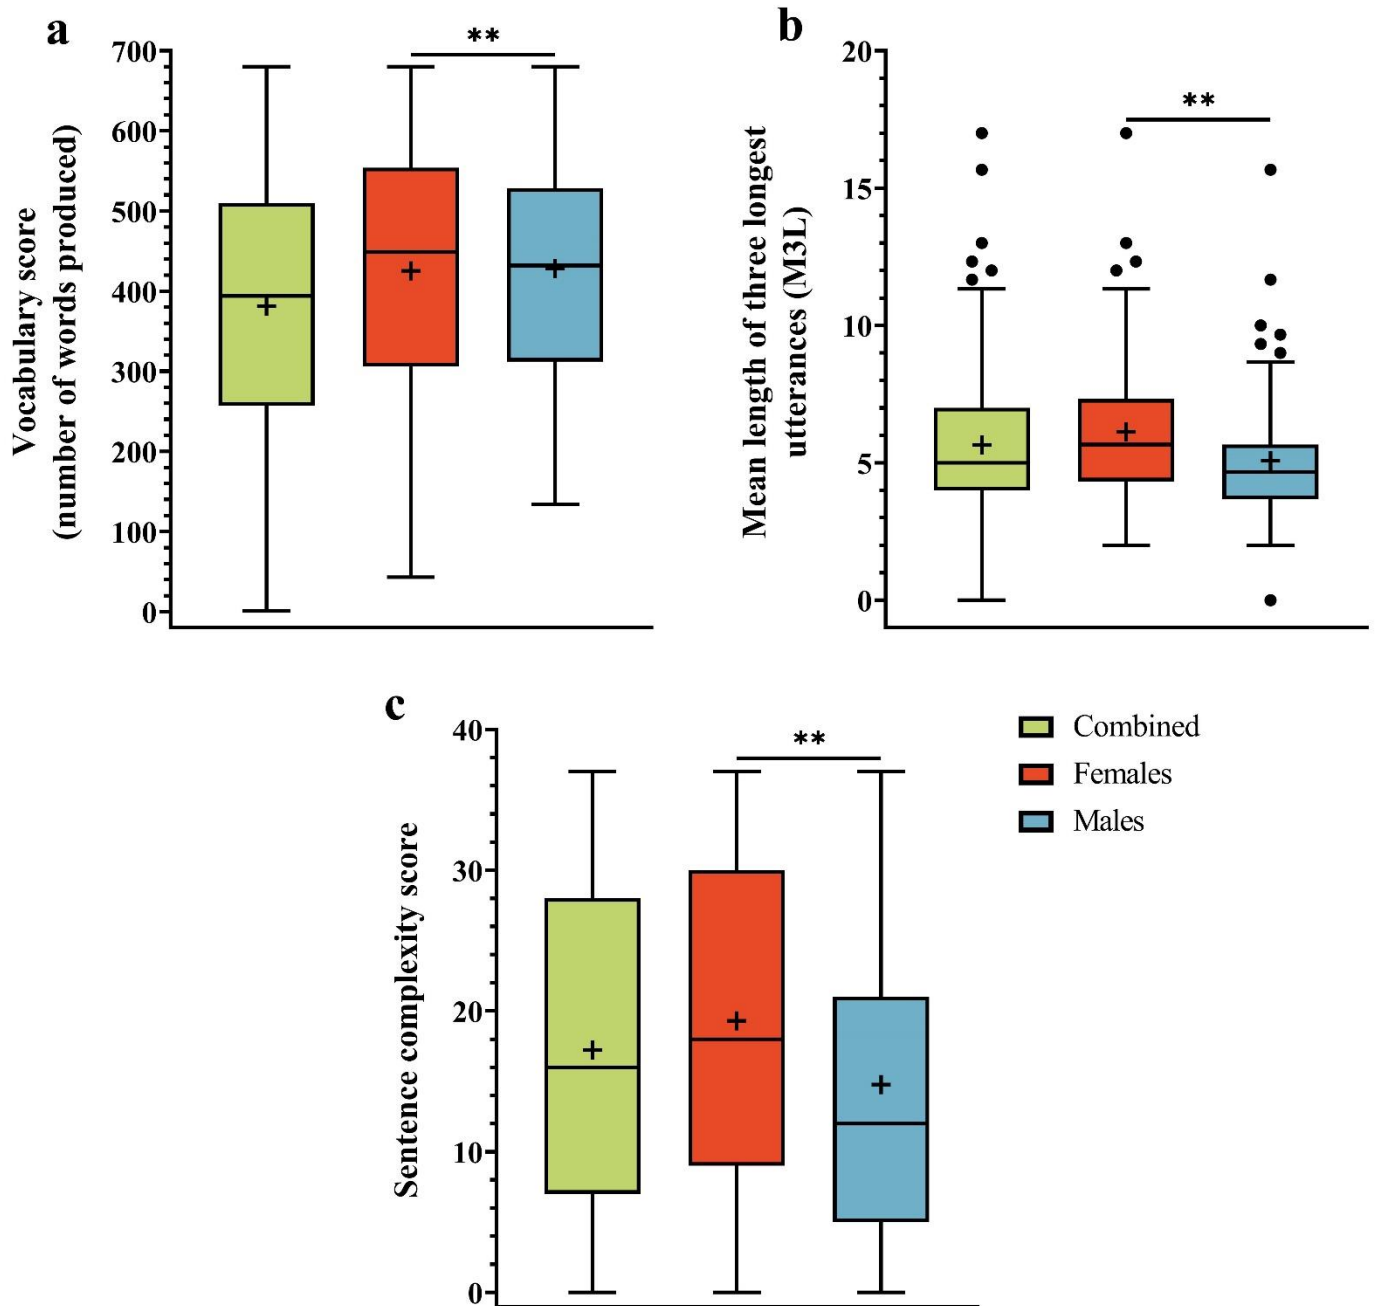 a
Vocabulary score
(number of words produced)
700
600
500
400
300
200
100
0
**
b
Mean length of three longest
utterances (M3L)
20
15
10
5
0
**
c
Sentence complexity score
40
30
20
10
0
**
Combined
Females
Males